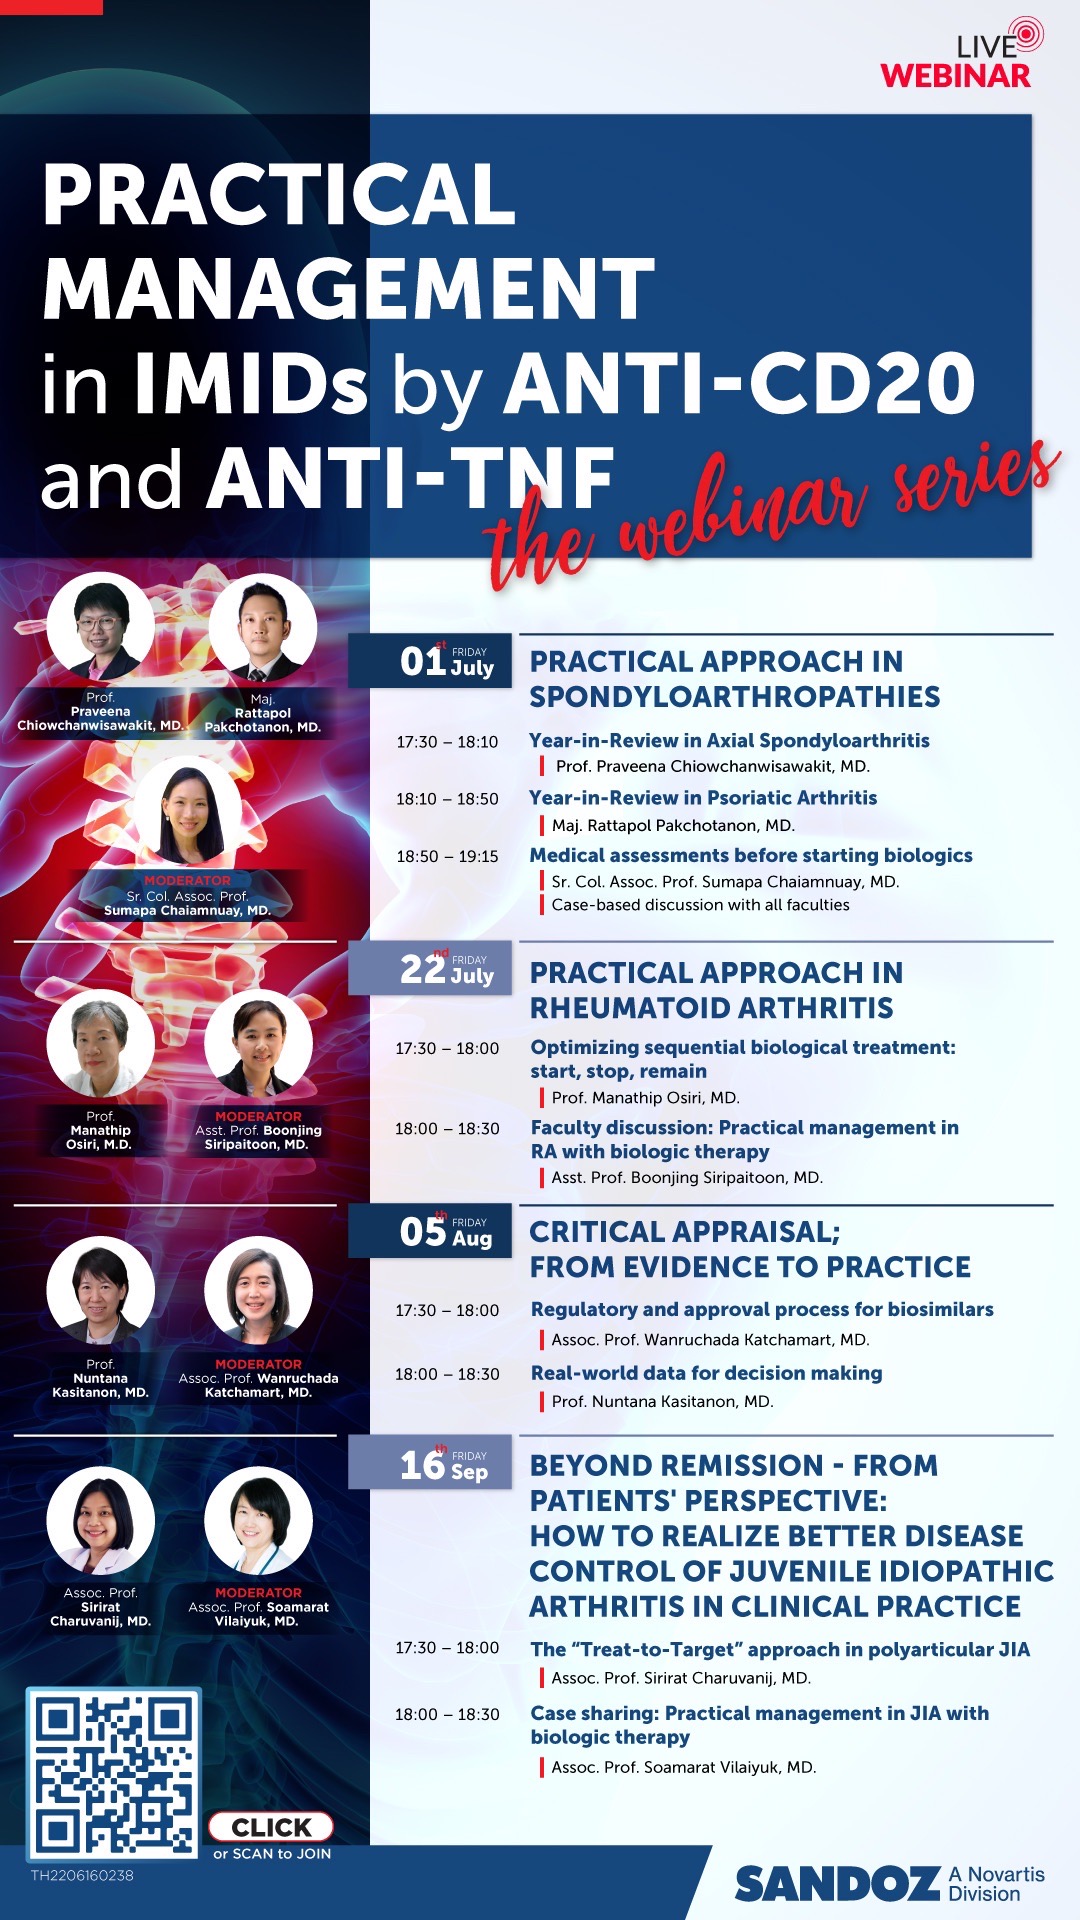 LIVE
WEBINAR
PRACTICAL
MANAGEMENT
in IMIDs by ANTI-CD20
and ANTI-TNF
the webinar series
Prof.
Praveena
Chiowchanwisawakit, MD.
Maj.
Rattapol
Pakchotanon, MD.
MODERATOR
Sr. Col. Assoc. Prof.
Sumapa Chaiamnuay, MD.
01st FRIDAY July
PRACTICAL APPROACH IN
SPONDYLOARTHROPATHIES
17:30 – 18:10 Year-in-Review in Axial Spondyloarthritis
Prof. Praveena Chiowchanwisawakit, MD.
18:10 – 18:50 Year-in-Review in Psoriatic Arthritis
Maj. Rattapol Pakchotanon, MD.
18:50 – 19:15 Medical assessments before starting biologics
Sr. Col. Assoc. Prof. Sumapa Chaiamnuay, MD.
Case-based discussion with all faculties
Prof.
Manathip
Osiri, M.D.
MODERATOR
Asst. Prof. Boonjing
Siripaitoon, MD.
22nd FRIDAY July
PRACTICAL APPROACH IN
RHEUMATOID ARTHRITIS
17:30 – 18:00 Optimizing sequential biological treatment:
start, stop, remain
Prof. Manathip Osiri, MD.
18:00 – 18:30 Faculty discussion: Practical management in
RA with biologic therapy
Asst. Prof. Boonjing Siripaitoon, MD.
Prof.
Nuntana
Kasitanon, MD.
MODERATOR
Assoc. Prof. Wanruchada
Katchamart, MD.
05th FRIDAY Aug
CRITICAL APPRAISAL;
FROM EVIDENCE TO PRACTICE
17:30 – 18:00 Regulatory and approval process for biosimilars
Assoc. Prof. Wanruchada Katchamart, MD.
18:00 – 18:30 Real-world data for decision making
Prof. Nuntana Kasitanon, MD.
Assoc. Prof.
Sirirat
Charuvanij, MD.
MODERATOR
Assoc. Prof. Soamarat
Vilaiyuk, MD.
16th FRIDAY Sep
BEYOND REMISSION - FROM
PATIENTS' PERSPECTIVE:
HOW TO REALIZE BETTER DISEASE
CONTROL OF JUVENILE IDIOPATHIC
ARTHRITIS IN CLINICAL PRACTICE
17:30 – 18:00 The “Treat-to-Target” approach in polyarticular JIA
Assoc. Prof. Sirirat Charuvanij, MD.
18:00 – 18:30 Case sharing: Practical management in JIA with
biologic therapy
Assoc. Prof. Soamarat Vilaiyuk, MD.
CLICK
or SCAN to JOIN
TH2206160238
SANDOZ A Novartis
Division